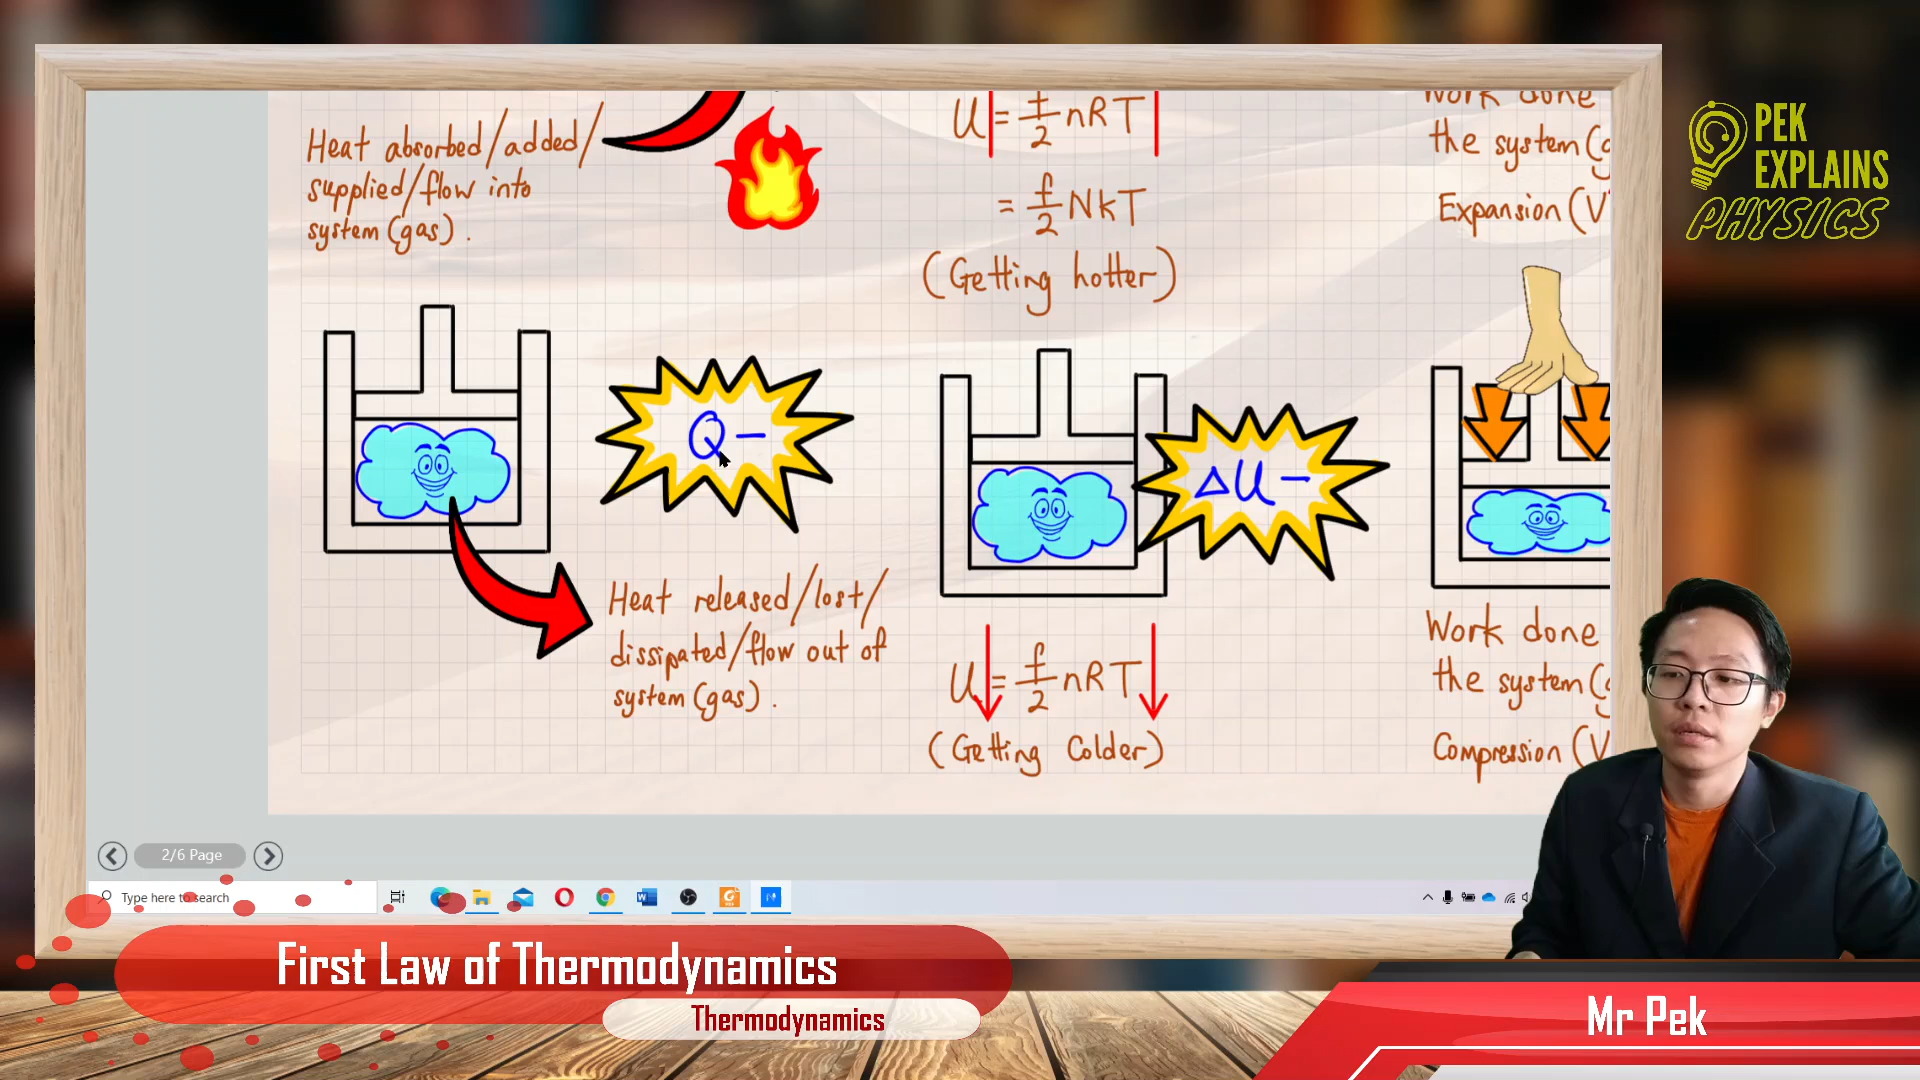 PEK
EXPLAINS
PHYSICS
Heat absorbed/added/
supplied/flow into
system (gas).
U = f/2 nRT
= f/2 NkT
(Getting hotter)
Work done
the system (g
Expansion (V
Q -
Heat released/lost/
dissipated/flow out of
system (gas).
ΔU -
U = f/2 nRT
(Getting Colder)
Work done
the system (g
Compression (V
2/6 Page
Type here to search
First Law of Thermodynamics
Thermodynamics
Mr Pek